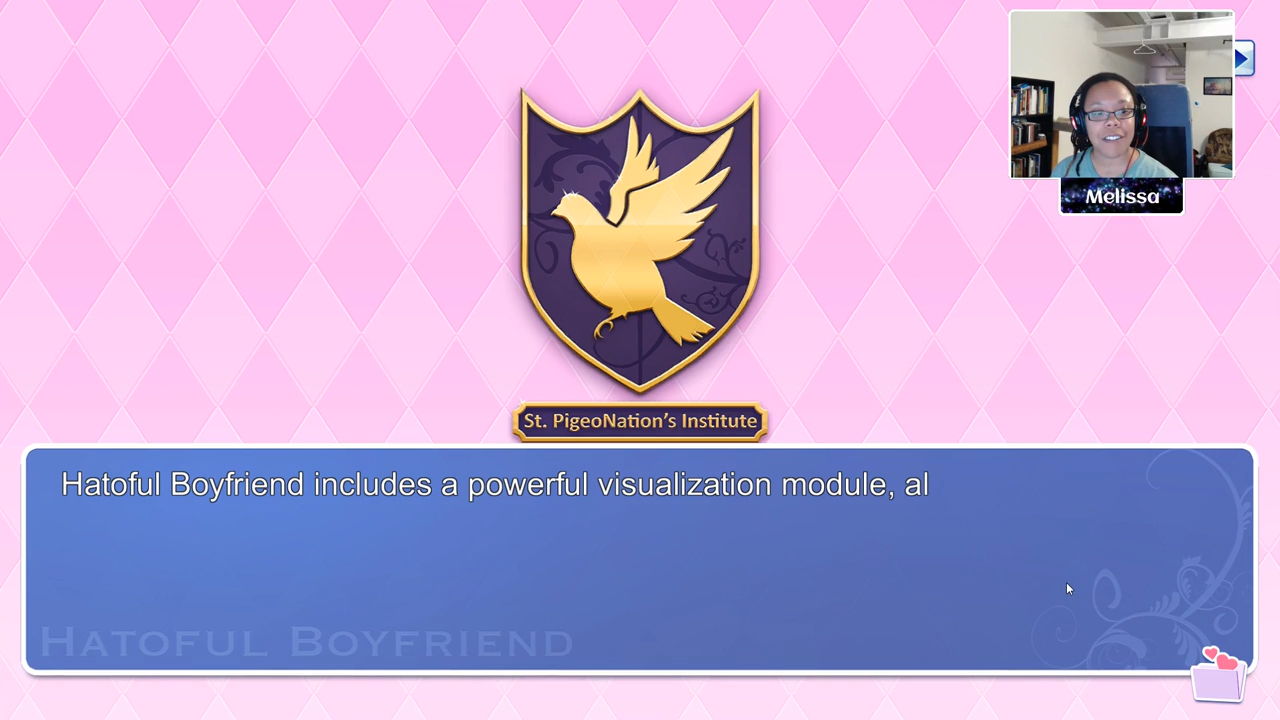 Melissa
St. PigeoNation's Institute
Hatoful Boyfriend includes a powerful visualization module, al
HATOFUL BOYFRIEND